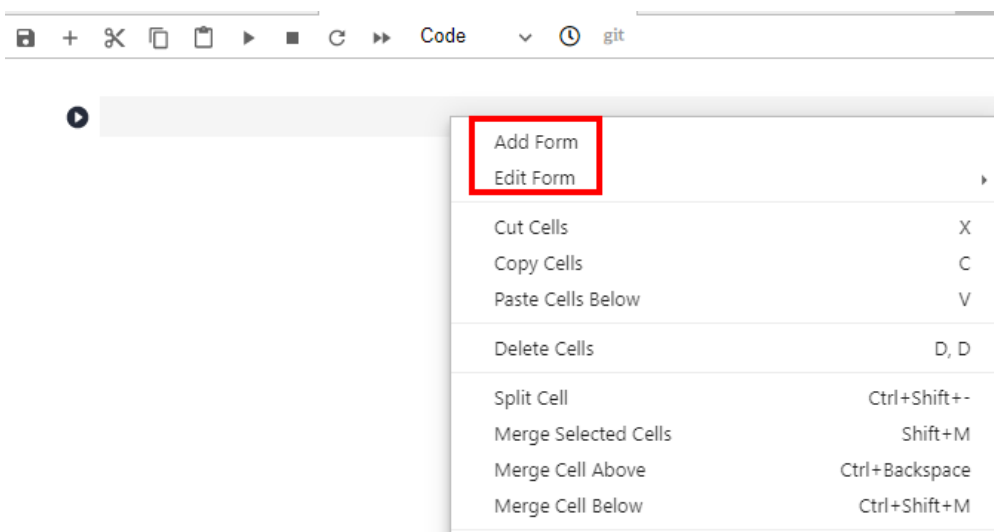 Code git
Add Form
Edit Form
Cut Cells X
Copy Cells C
Paste Cells Below V
Delete Cells D, D
Split Cell Ctrl+Shift+-
Merge Selected Cells Shift+M
Merge Cell Above Ctrl+Backspace
Merge Cell Below Ctrl+Shift+M